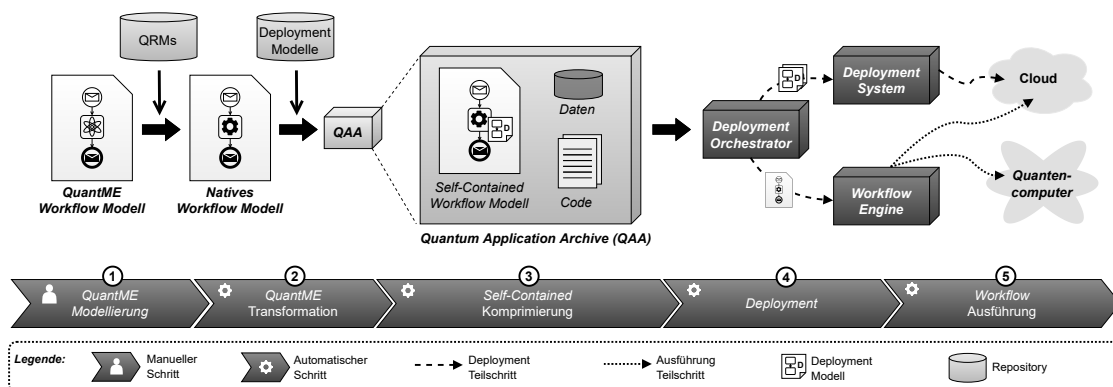 QRMs
Deployment
Modelle
QuantME
Workflow Modell
Natives
Workflow Modell
QAA
D
Self-Contained
Workflow Modell
Daten
Code
Quantum Application Archive (QAA)
Deployment
Orchestrator
D
Deployment
System
Workflow
Engine
Cloud
Quanten-
computer
1
QuantME
Modellierung
2
QuantME
Transformation
3
Self-Contained
Komprimierung
4
Deployment
5
Workflow
Ausführung
Legende:
Manueller
Schritt
Automatischer
Schritt
Deployment
Teilschritt
Ausführung
Teilschritt
D
Deployment
Modell
Repository